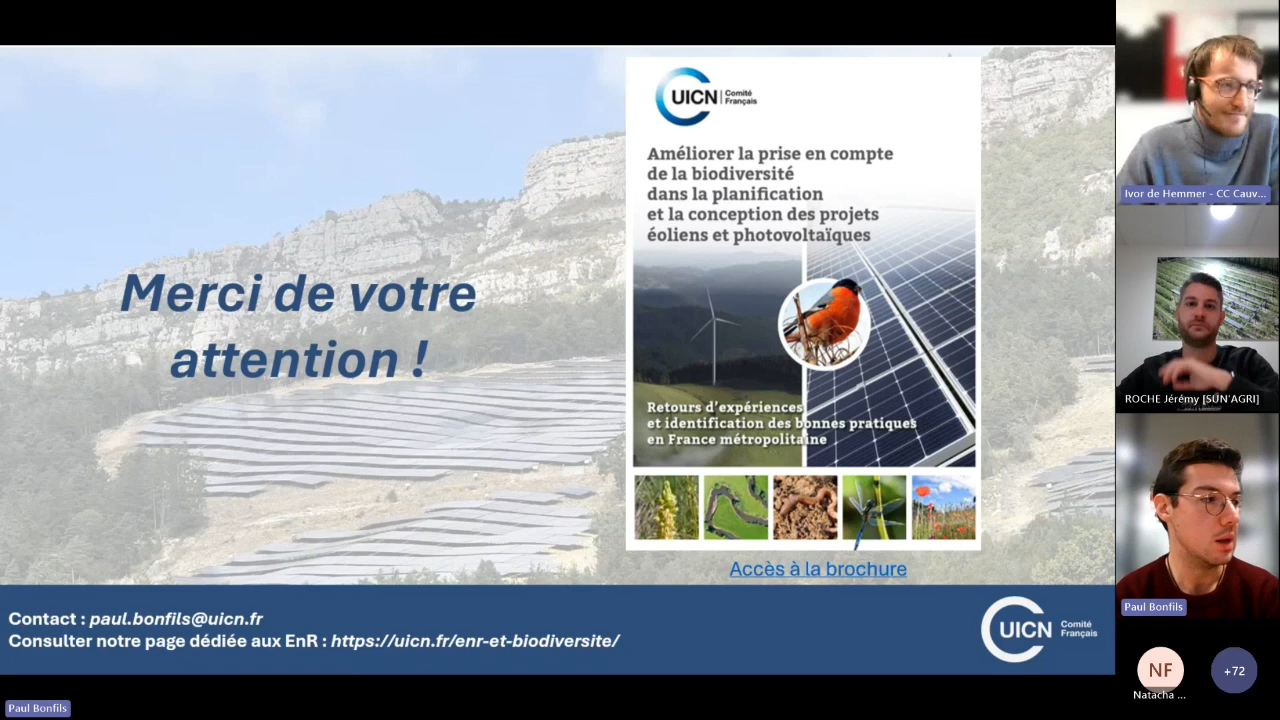 UICN | Comité
Français
Améliorer la prise en compte
de la biodiversité
dans la planification
et la conception des projets
éoliens et photovoltaïques
Merci de votre
attention !
Retours d'expériences
et identification des bonnes pratiques
en France métropolitaine
Accès à la brochure
Contact : paul.bonfils@uicn.fr
Consulter notre page dédiée aux EnR : https://uicn.fr/enr-et-biodiversite/
UICN Comité
Français
Paul Bonfils
Ivor de Hemmer - CC Cauv...
ROCHE Jérémy [SUN'AGRI]
Paul Bonfils
NF
Natacha ...
+72